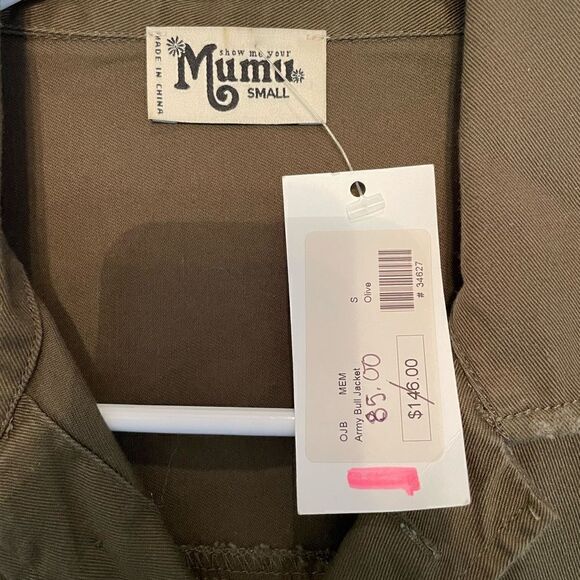 MADE IN CHINA
show me your
Mumu
SMALL
OJB MEM S
Army Bull Jacket Olive
85.00
$146.00
# 34627